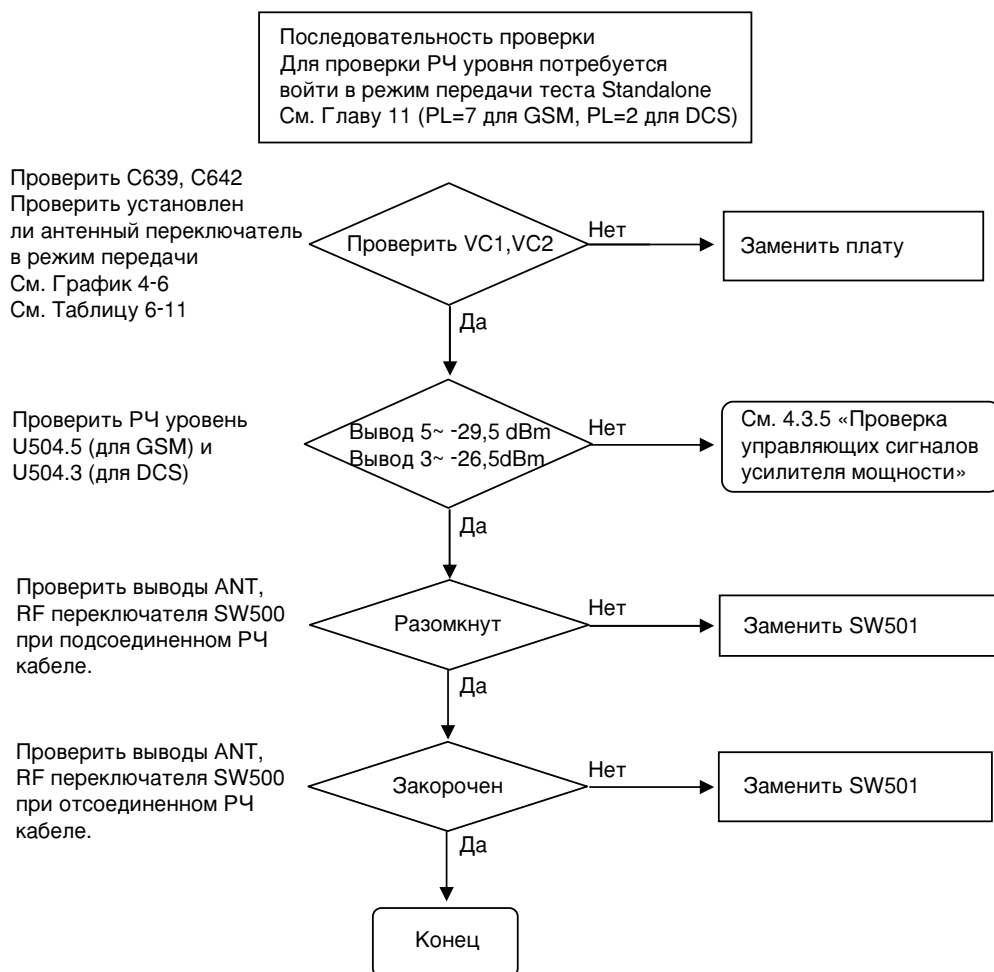 Последовательность проверки
Для проверки РЧ уровня потребуется
войти в режим передачи теста Standalone
См. Главу 11 (PL=7 для GSM, PL=2 для DCS)
Проверить C639, C642
Проверить установлен
ли антенный переключатель
в режим передачи
См. График 4-6
См. Таблицу 6-11
Проверить VC1,VC2
Нет
Заменить плату
Да
Проверить РЧ уровень
U504.5 (для GSM) и
U504.3 (для DCS)
Вывод 5~ -29,5 dBm
Вывод 3~ -26,5dBm
Нет
См. 4.3.5 «Проверка
управляющих сигналов
усилителя мощности»
Да
Проверить выводы ANT,
RF переключателя SW500
при подсоединенном РЧ
кабеле.
Разомкнут
Нет
Заменить SW501
Да
Проверить выводы ANT,
RF переключателя SW500
при отсоединенном РЧ
кабеле.
Закорочен
Нет
Заменить SW501
Да
Конец